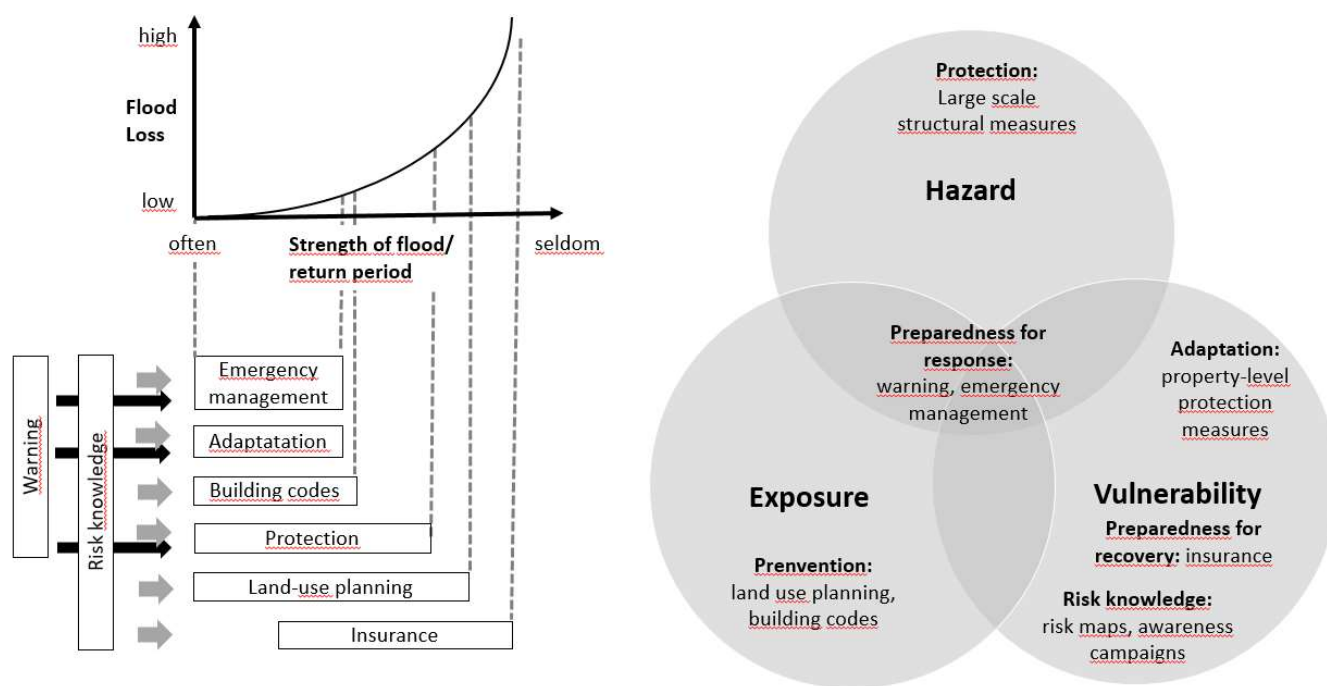 high
Flood
Loss
low
often
Strength of flood/
return period
seldom
Warning
Risk knowledge
Emergency
management
Adaptatation
Building codes
Protection
Land-use planning
Insurance
Protection:
Large scale
structural measures
Hazard
Preparedness for
response:
warning, emergency
management
Adaptation:
property-level
protection
measures
Exposure
Vulnerability
Prenvention:
land use planning,
building codes
Preparedness for
recovery: insurance
Risk knowledge:
risk maps, awareness
campaigns